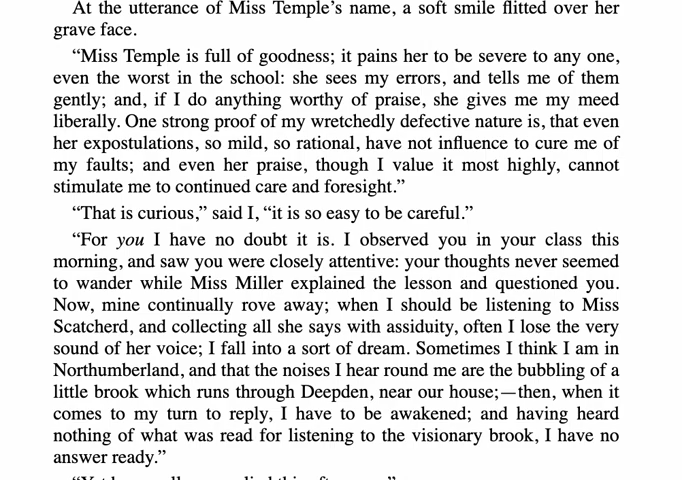 At the utterance of Miss Temple’s name, a soft smile flitted over her
grave face.
“Miss Temple is full of goodness; it pains her to be severe to any one,
even the worst in the school: she sees my errors, and tells me of them
gently; and, if I do anything worthy of praise, she gives me my meed
liberally. One strong proof of my wretchedly defective nature is, that even
her expostulations, so mild, so rational, have not influence to cure me of
my faults; and even her praise, though I value it most highly, cannot
stimulate me to continued care and foresight.”
“That is curious,” said I, “it is so easy to be careful.”
“For you I have no doubt it is. I observed you in your class this
morning, and saw you were closely attentive: your thoughts never seemed
to wander while Miss Miller explained the lesson and questioned you.
Now, mine continually rove away; when I should be listening to Miss
Scatcherd, and collecting all she says with assiduity, often I lose the very
sound of her voice; I fall into a sort of dream. Sometimes I think I am in
Northumberland, and that the noises I hear round me are the bubbling of a
little brook which runs through Deepden, near our house;—then, when it
comes to my turn to reply, I have to be awakened; and having heard
nothing of what was read for listening to the visionary brook, I have no
answer ready.”